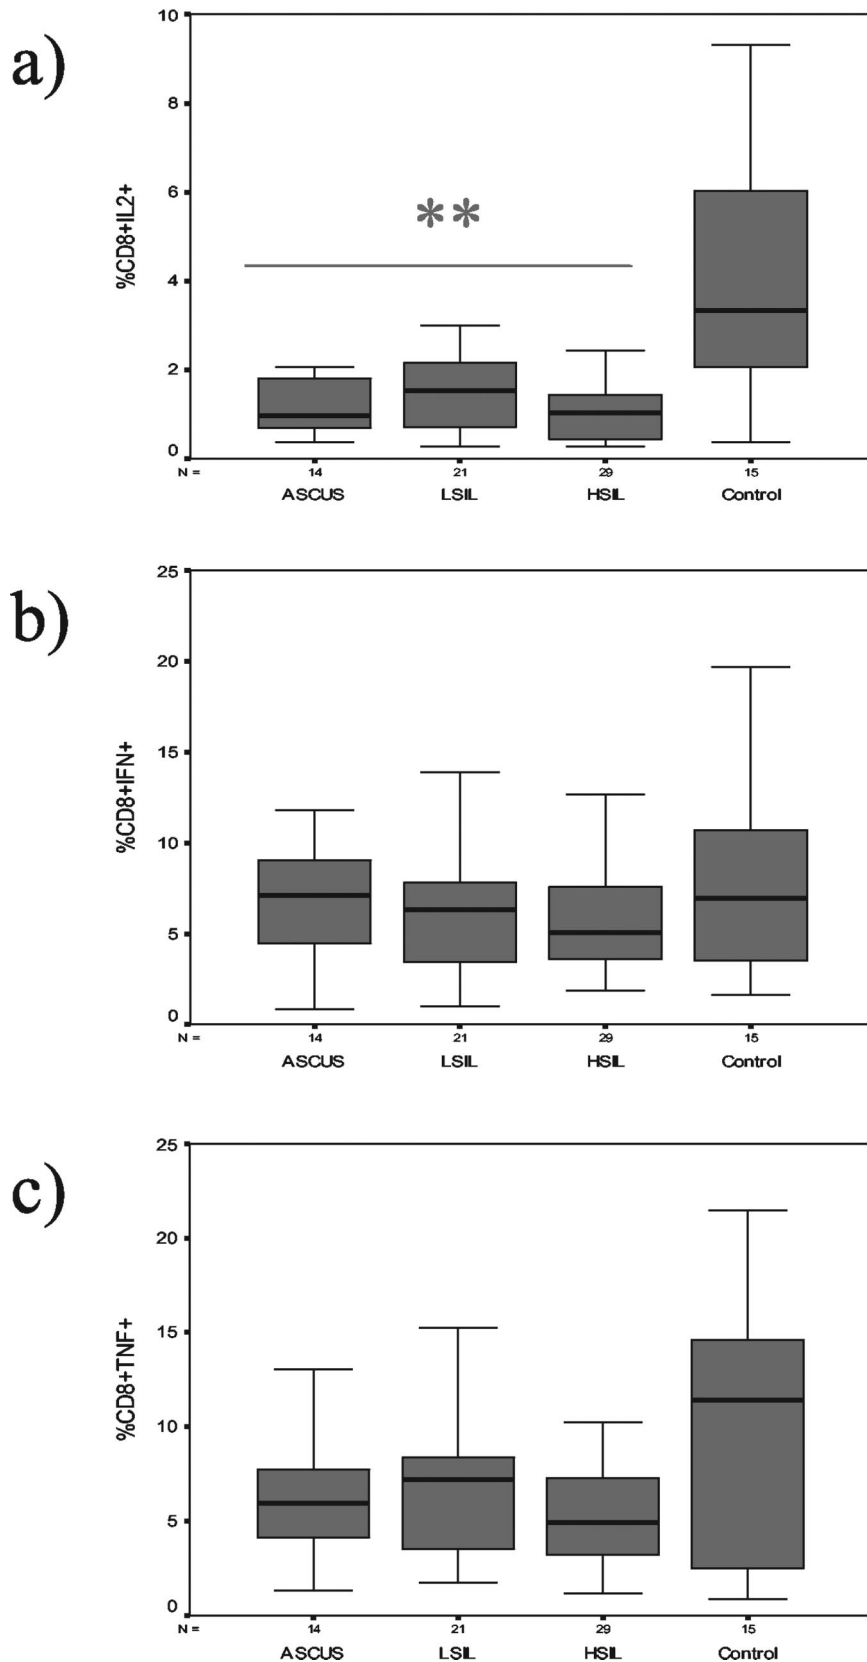 a)
10
8
6
4
2
0
%CD8+IL2+
**
N = 14 21 29 15
ASCUS LSIL HSIL Control
b)
25
20
15
10
5
0
%CD8+IFN+
N = 14 21 29 15
ASCUS LSIL HSIL Control
c)
25
20
15
10
5
0
%CD8+TNF+
N = 14 21 29 15
ASCUS LSIL HSIL Control